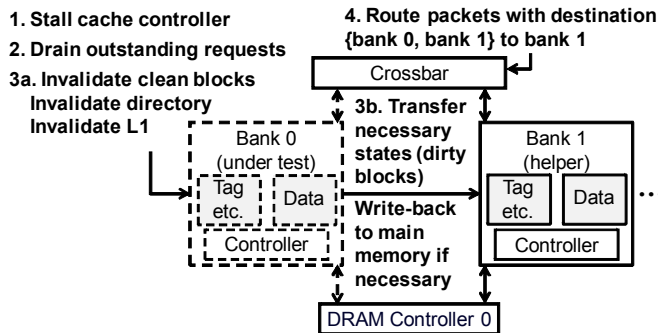 1. Stall cache controller
2. Drain outstanding requests
3a. Invalidate clean blocks
Invalidate directory
Invalidate L1
4. Route packets with destination
{bank 0, bank 1} to bank 1
Crossbar
Bank 0
(under test)
Tag
etc.
Data
Controller
3b. Transfer
necessary
states (dirty
blocks)
Write-back
to main
memory if
necessary
Bank 1
(helper)
Tag
etc.
Data
Controller
DRAM Controller 0